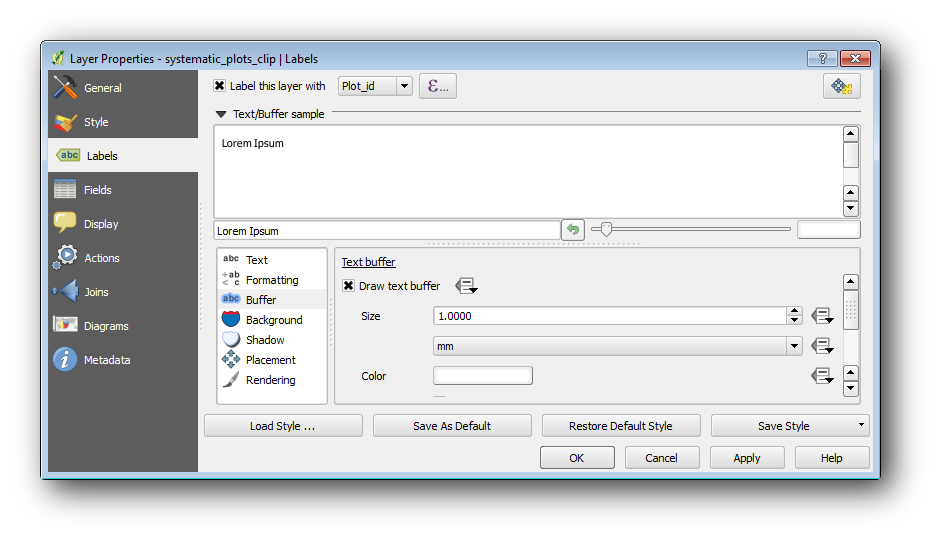 Layer Properties - systematic_plots_clip | Labels
General
Style
abc Labels
Fields
Display
Actions
Joins
Diagrams
Metadata
Label this layer with Plot_id ε...
Text/Buffer sample
Lorem Ipsum
Lorem Ipsum
abc Text
+ab < c Formatting
abc Buffer
Background
Shadow
Placement
Rendering
Text buffer
Draw text buffer
Size 1.0000
mm
Color
Load Style ... Save As Default Restore Default Style Save Style
OK Cancel Apply Help